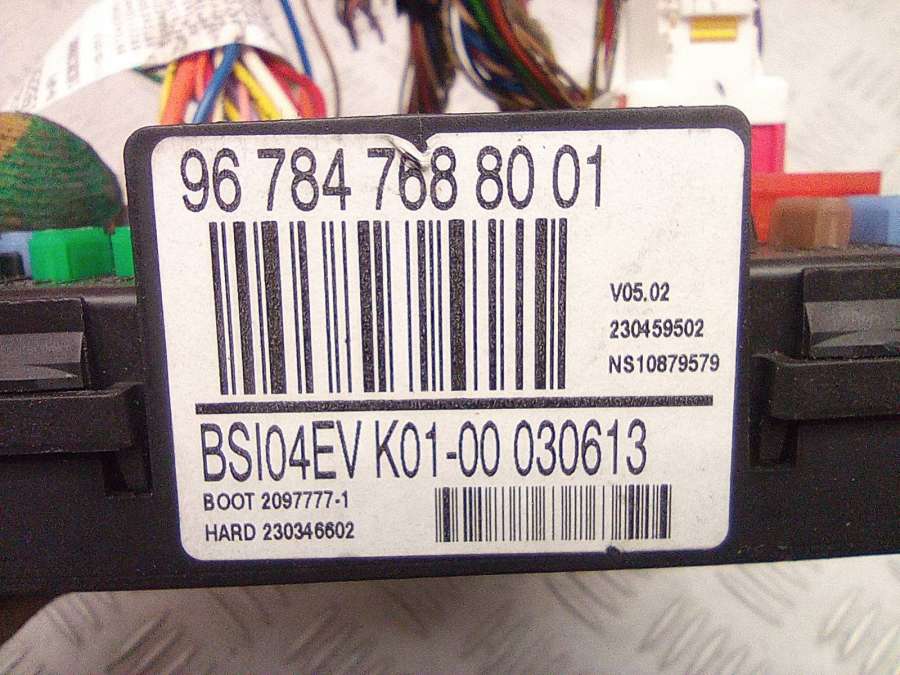 96 784 768 80 01
V05.02
230459502
NS10879579
BSI04EV K01-00 030613
BOOT 2097777-1
HARD 230346602